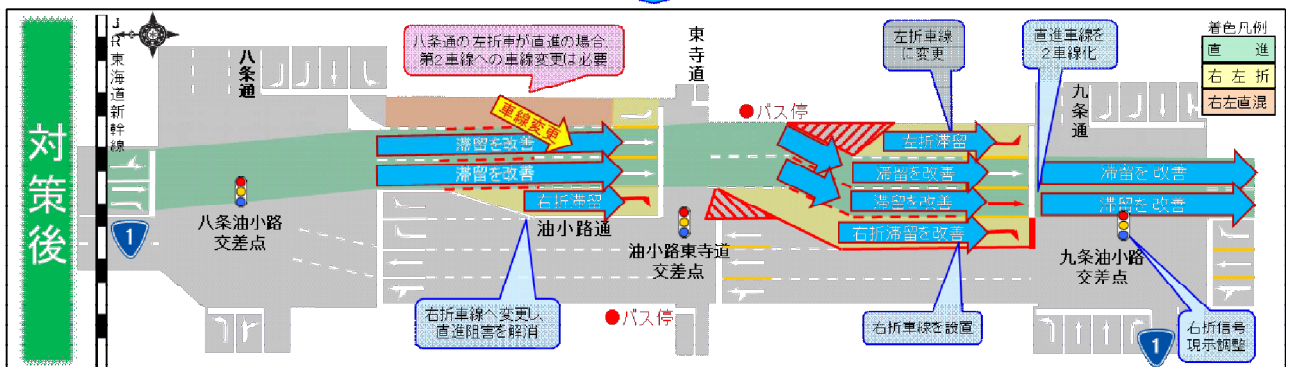 対策後
JR東海道新幹線
八条通
八条通の左折車が直進の場合、
第2車線への車線変更は必要
東寺道
左折車線
に変更
直進車線を
2車線化
九条通
着色凡例
直進
右左折
右左直混
●バス停
車線変更
滞留を改善
滞留を改善
右折滞留
左折滞留
滞留を改善
滞留を改善
右折滞留を改善
滞留を改善
滞留を改善
1
八条油小路
交差点
油小路通
油小路東寺道
交差点
九条油小路
交差点
右折車線へ変更し、
直進阻害を解消
●バス停
右折車線を設置
1
右折信号
現示調整